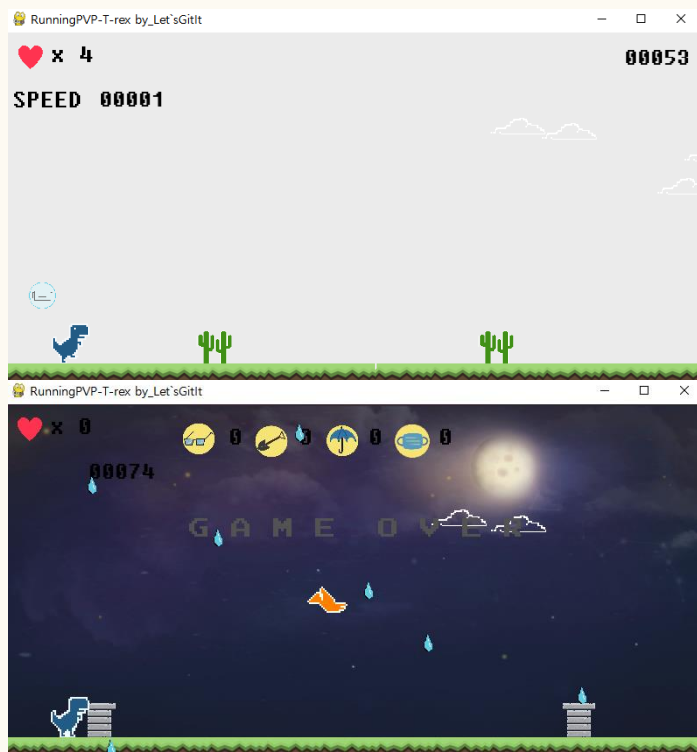 RunningPVP-T-rex by_Let`sGitIt
x 4
00053
SPEED 00001
RunningPVP-T-rex by_Let`sGitIt
x 0
0 0 0 0
00074
GAME OVER